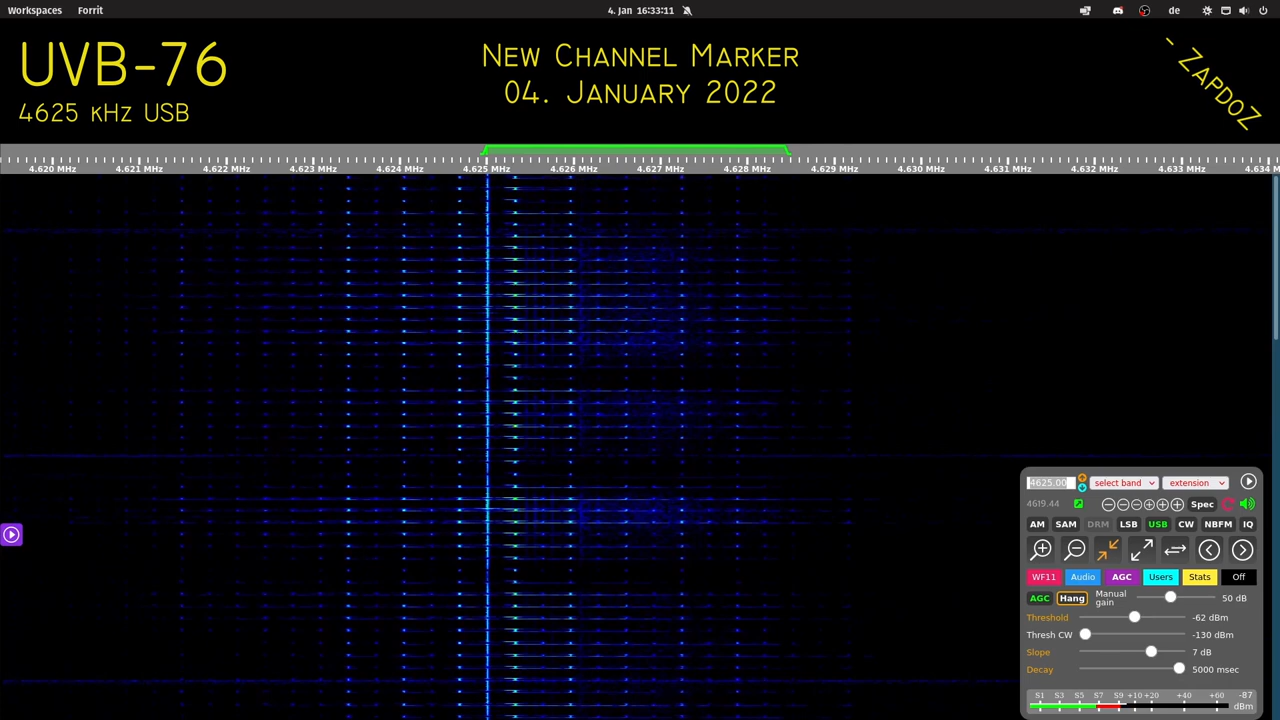 Workspaces Forrit 4. Jan 16:33:11 de
UVB-76
4625 kHz USB
New Channel Marker
04. January 2022
- ZapdoZ
4.620 MHz 4.621 MHz 4.622 MHz 4.623 MHz 4.624 MHz 4.625 MHz 4.626 MHz 4.627 MHz 4.628 MHz 4.629 MHz 4.630 MHz 4.631 MHz 4.632 MHz 4.633 MHz 4.634 M
4625.00 select band extension
4619.44 Spec
AM SAM DRM LSB USB CW NBFM IQ
WF11 Audio AGC Users Stats Off
AGC Hang Manual gain 50 dB
Threshold -62 dBm
Thresh CW -130 dBm
Slope 7 dB
Decay 5000 msec
S1 S3 S5 S7 S9 +10 +20 +40 +60 -87
dBm